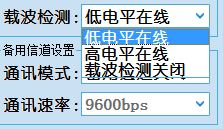 载波检测:低电平在线
低电平在线
高电平在线
载波检测关闭
备用信道设置
通讯模式:
通讯速率:9600bps